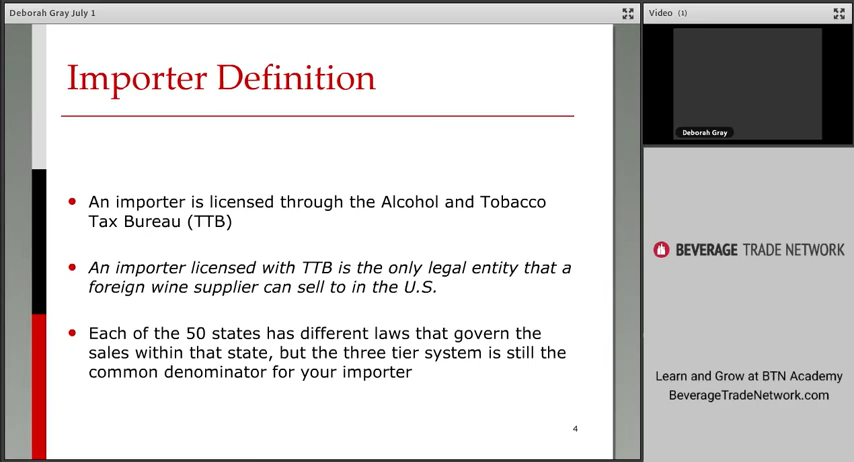 Deborah Gray July 1
Importer Definition
• An importer is licensed through the Alcohol and Tobacco
Tax Bureau (TTB)
• An importer licensed with TTB is the only legal entity that a
foreign wine supplier can sell to in the U.S.
• Each of the 50 states has different laws that govern the
sales within that state, but the three tier system is still the
common denominator for your importer
4
Video (1)
Deborah Gray
BEVERAGE TRADE NETWORK
Learn and Grow at BTN Academy
BeverageTradeNetwork.com